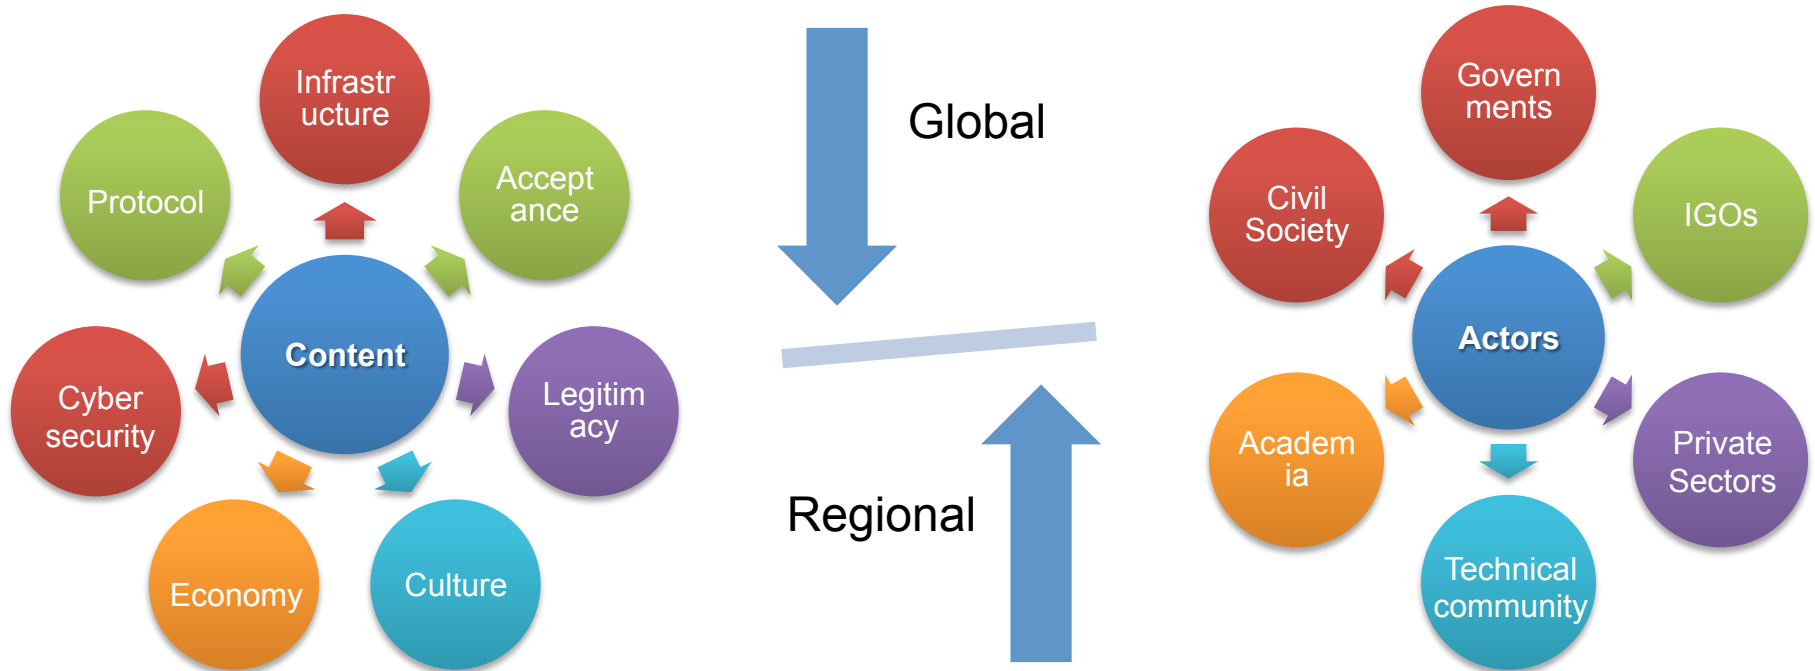 Infrastr
ucture
Accept
ance
Protocol
Content
Cyber
security
Legitim
acy
Economy
Culture
Global
Regional
Govern
ments
Civil
Society
IGOs
Actors
Academ
ia
Private
Sectors
Technical
community